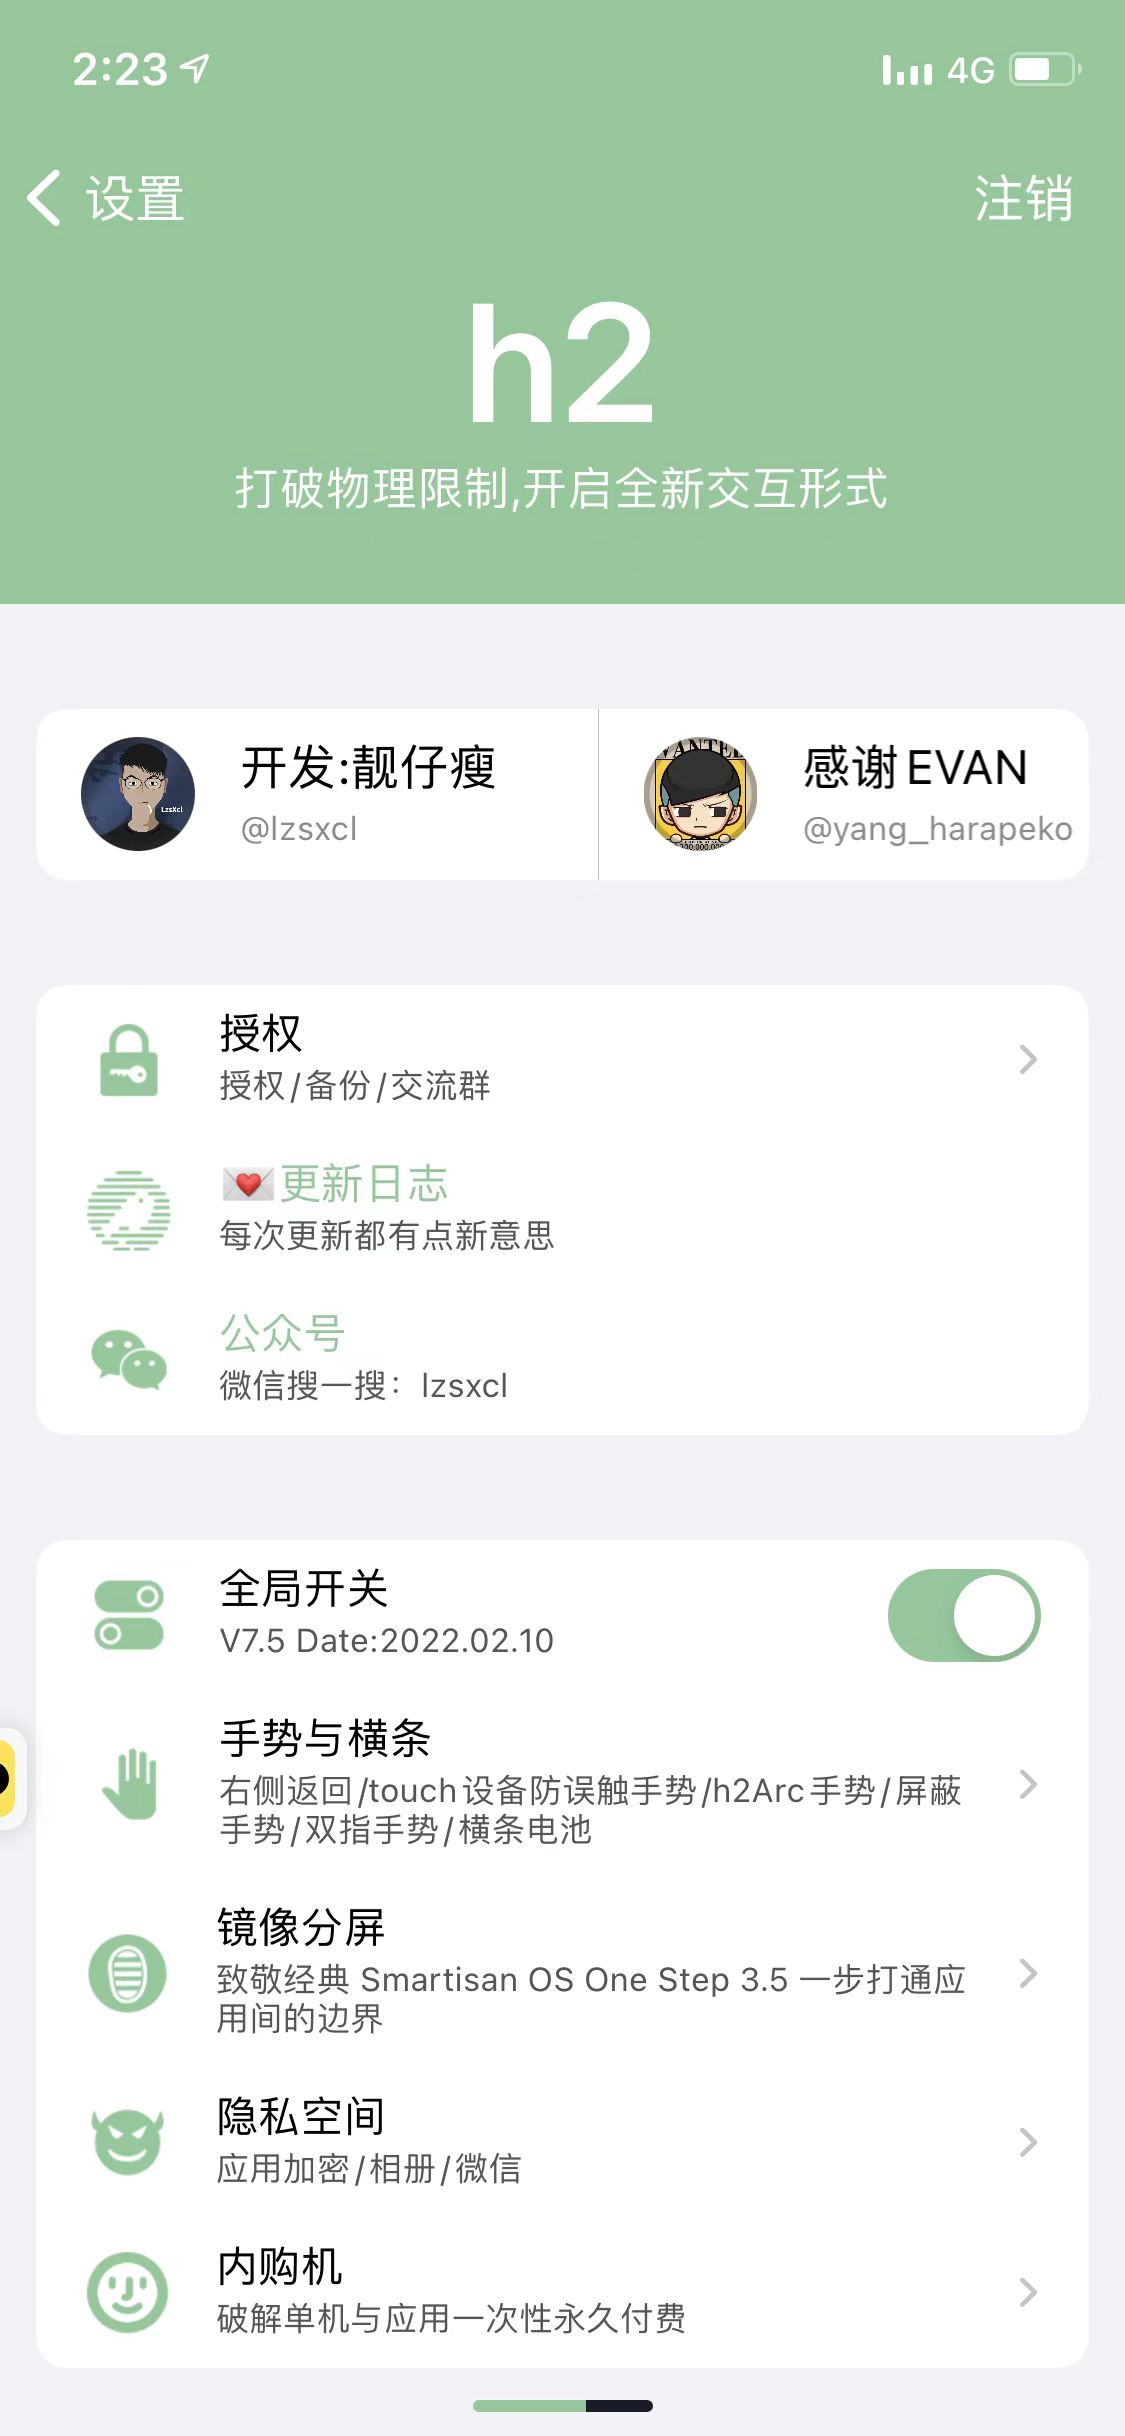 2:23
4G
设置
注销
h2
打破物理限制,开启全新交互形式
开发:靓仔瘦
@lzsxcl
LzsXcl
WANTED
感谢EVAN
@yang_harapeko
授权
授权/备份/交流群
💌更新日志
每次更新都有点新意思
公众号
微信搜一搜：lzsxcl
全局开关
V7.5 Date:2022.02.10
手势与横条
右侧返回/touch设备防误触手势/h2Arc手势/屏蔽
手势/双指手势/横条电池
镜像分屏
致敬经典 Smartisan OS One Step 3.5 一步打通应
用间的边界
隐私空间
应用加密/相册/微信
内购机
破解单机与应用一次性永久付费